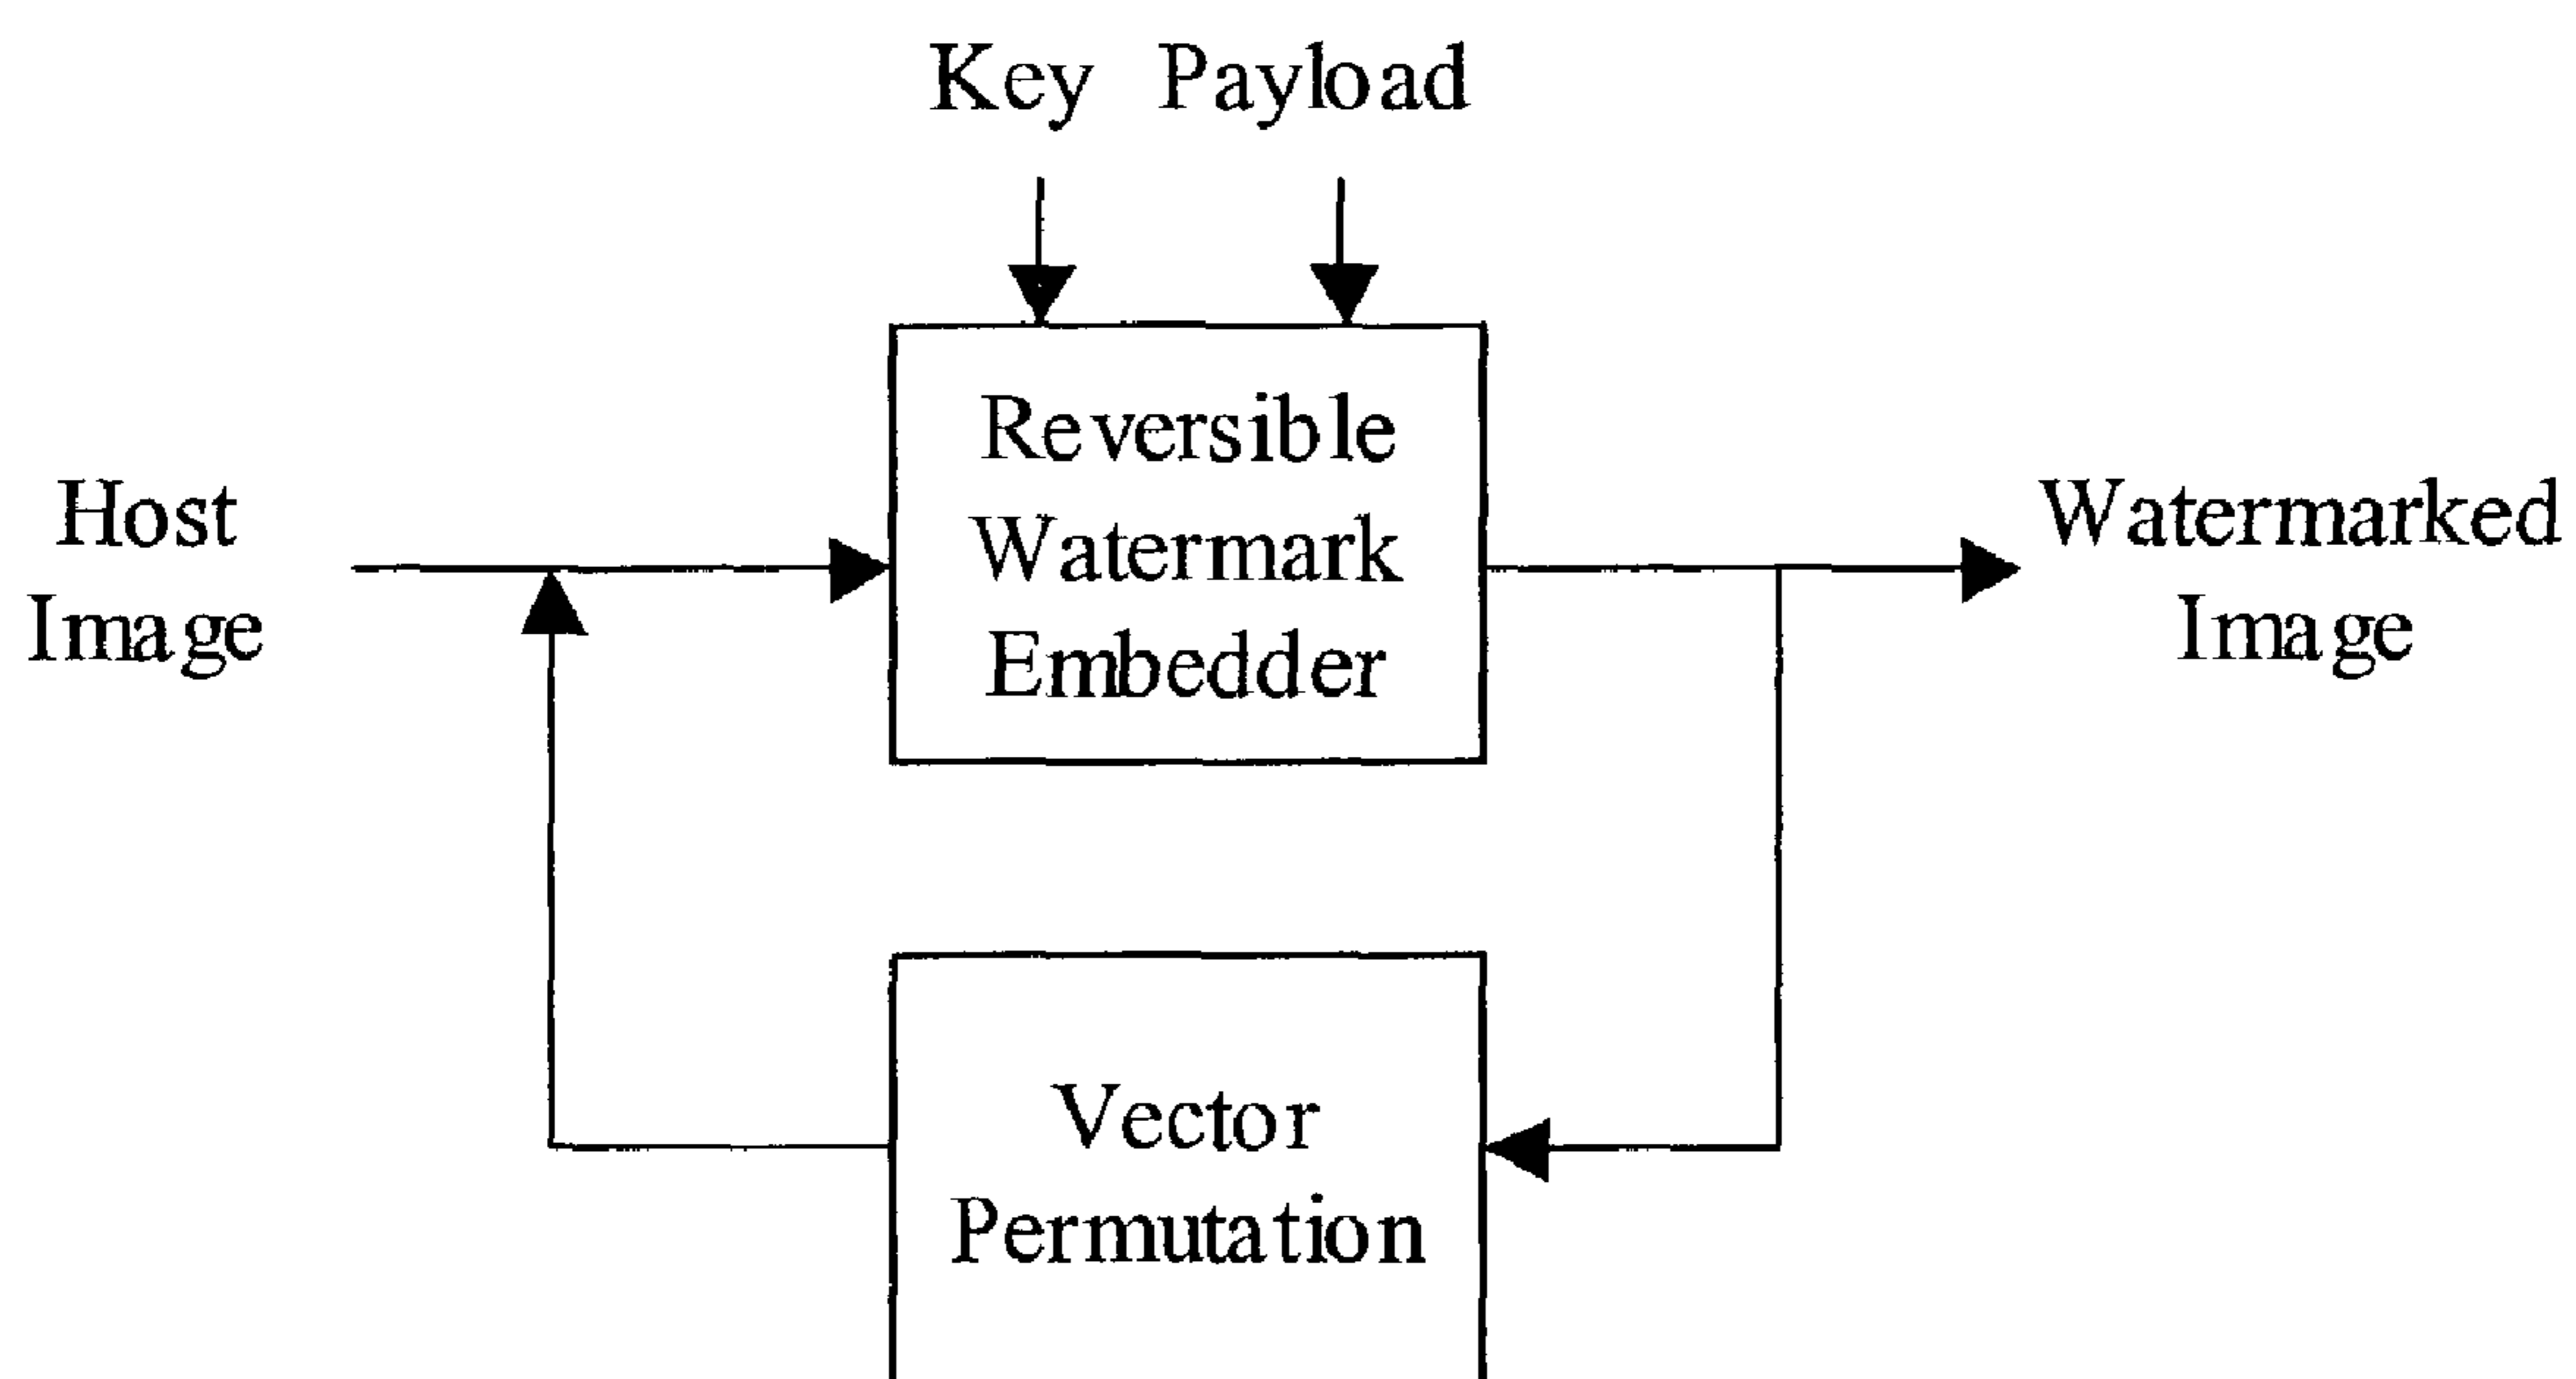 Key Payload
Host
Image
Reversible
Watermark
Embedder
Watermarked
Image
Vector
Permutation